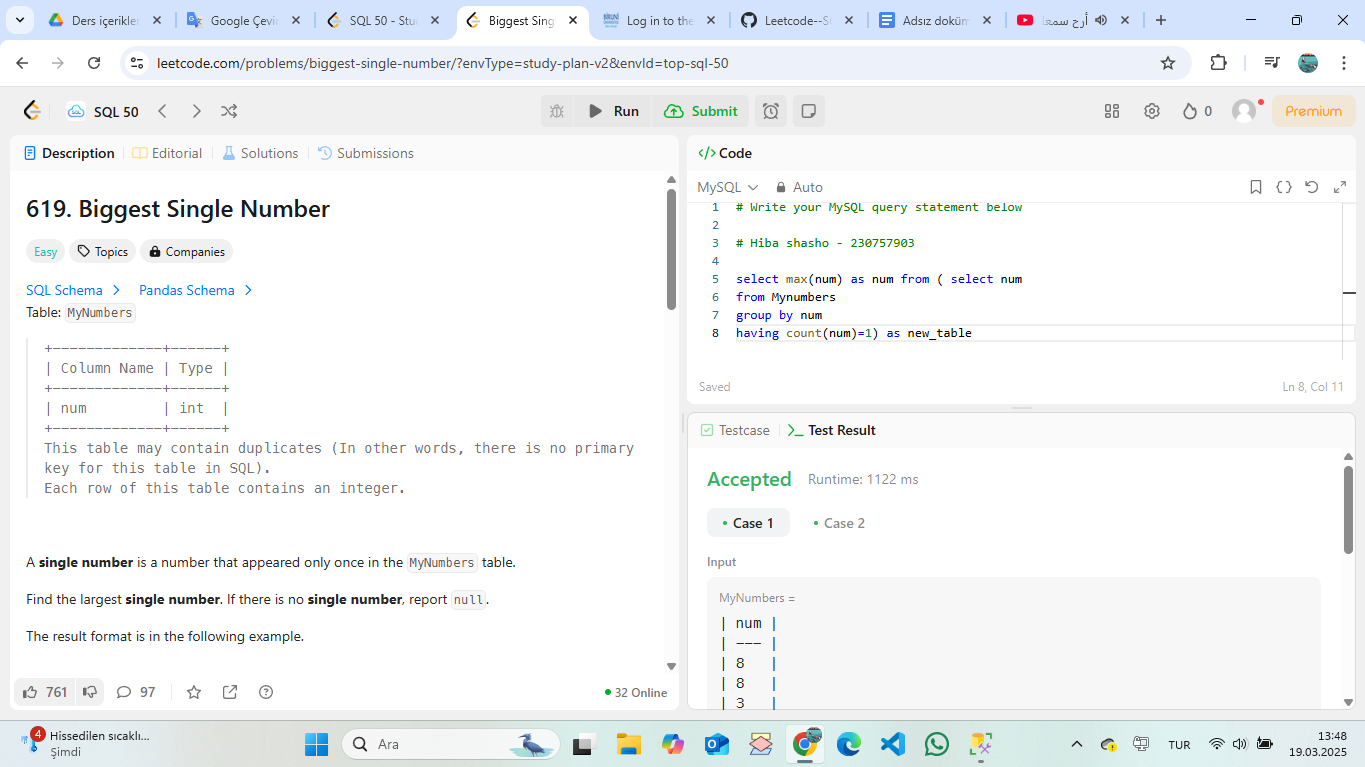 Ders içerikler
Google Çevir
SQL 50 - Stu
Biggest Sing
Log in to the
Leetcode--S
Adsız doküm
أرح سمعك
leetcode.com/problems/biggest-single-number/?envType=study-plan-v2&envId=top-sql-50
SQL 50
Run
Submit
0
Premium
Description
Editorial
Solutions
Submissions
619. Biggest Single Number
Easy
Topics
Companies
SQL Schema
Pandas Schema
Table: MyNumbers
+-------------+------+
| Column Name | Type |
+-------------+------+
| num         | int  |
+-------------+------+
This table may contain duplicates (In other words, there is no primary
key for this table in SQL).
Each row of this table contains an integer.
A single number is a number that appeared only once in the MyNumbers table.
Find the largest single number. If there is no single number, report null.
The result format is in the following example.
761
97
32 Online
</> Code
MySQL
Auto
1 # Write your MySQL query statement below
2
3 # Hiba shasho - 230757903
4
5 select max(num) as num from ( select num
6 from Mynumbers
7 group by num
8 having count(num)=1) as new_table
Saved
Ln 8, Col 11
Testcase
Test Result
Accepted
Runtime: 1122 ms
Case 1
Case 2
Input
MyNumbers =
| num |
| --- |
| 8   |
| 8   |
| 3   |
4
Hissedilen sıcaklı...
Şimdi
Ara
TUR
13:48
19.03.2025